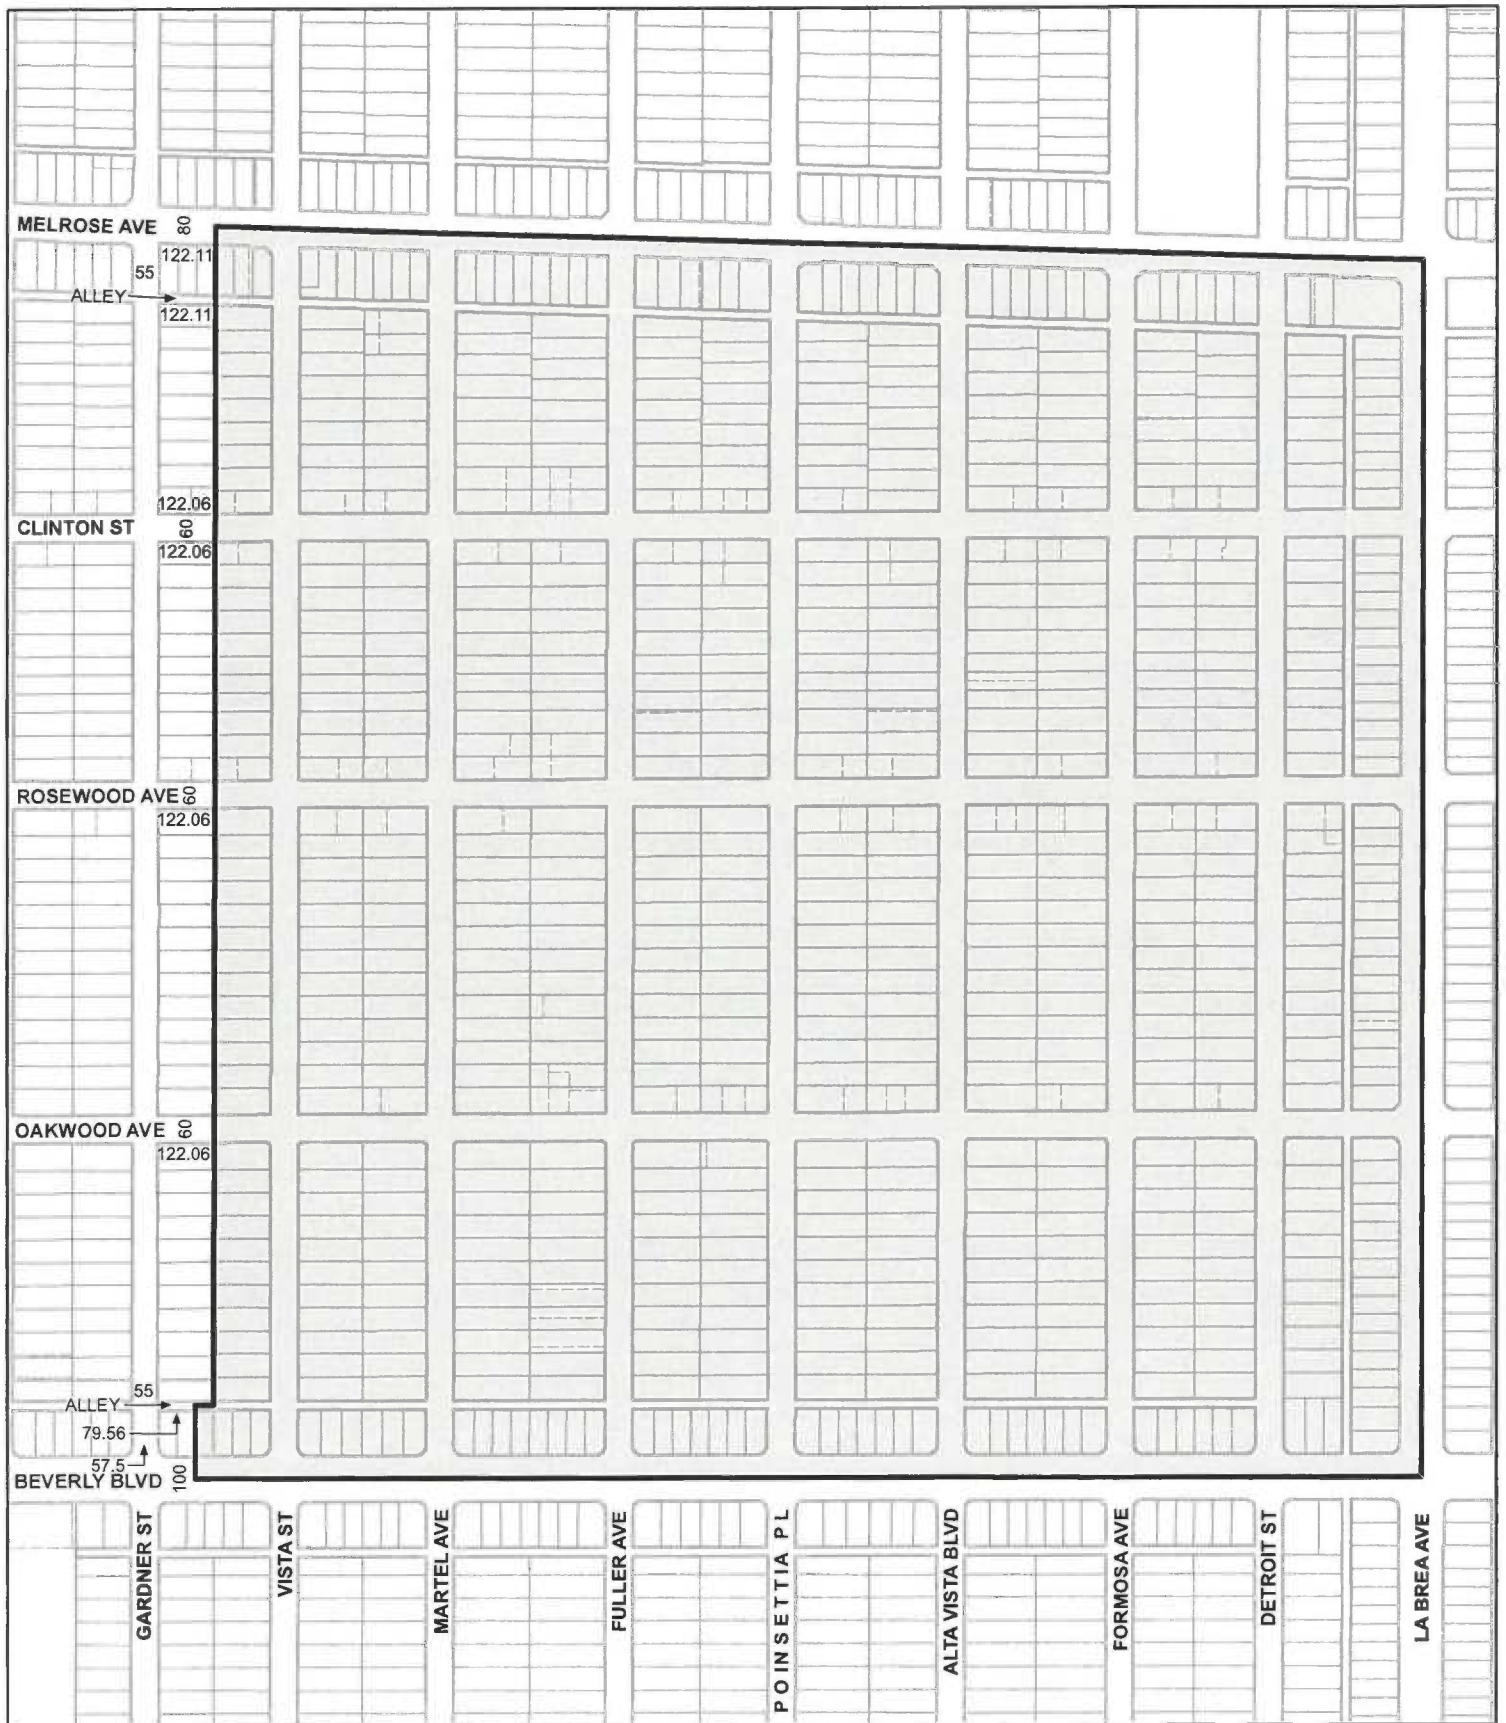 MELROSE AVE
80
122.11
55
ALLEY
122.11
122.06
CLINTON ST
60
122.06
ROSEWOOD AVE
60
122.06
OAKWOOD AVE
60
122.06
55
ALLEY
79.56
57.5
BEVERLY BLVD
100
GARDNER ST
VISTA ST
MARTEL AVE
FULLER AVE
POINSETTIA PL
ALTA VISTA BLVD
FORMOSA AVE
DETROIT ST
LA BREA AVE